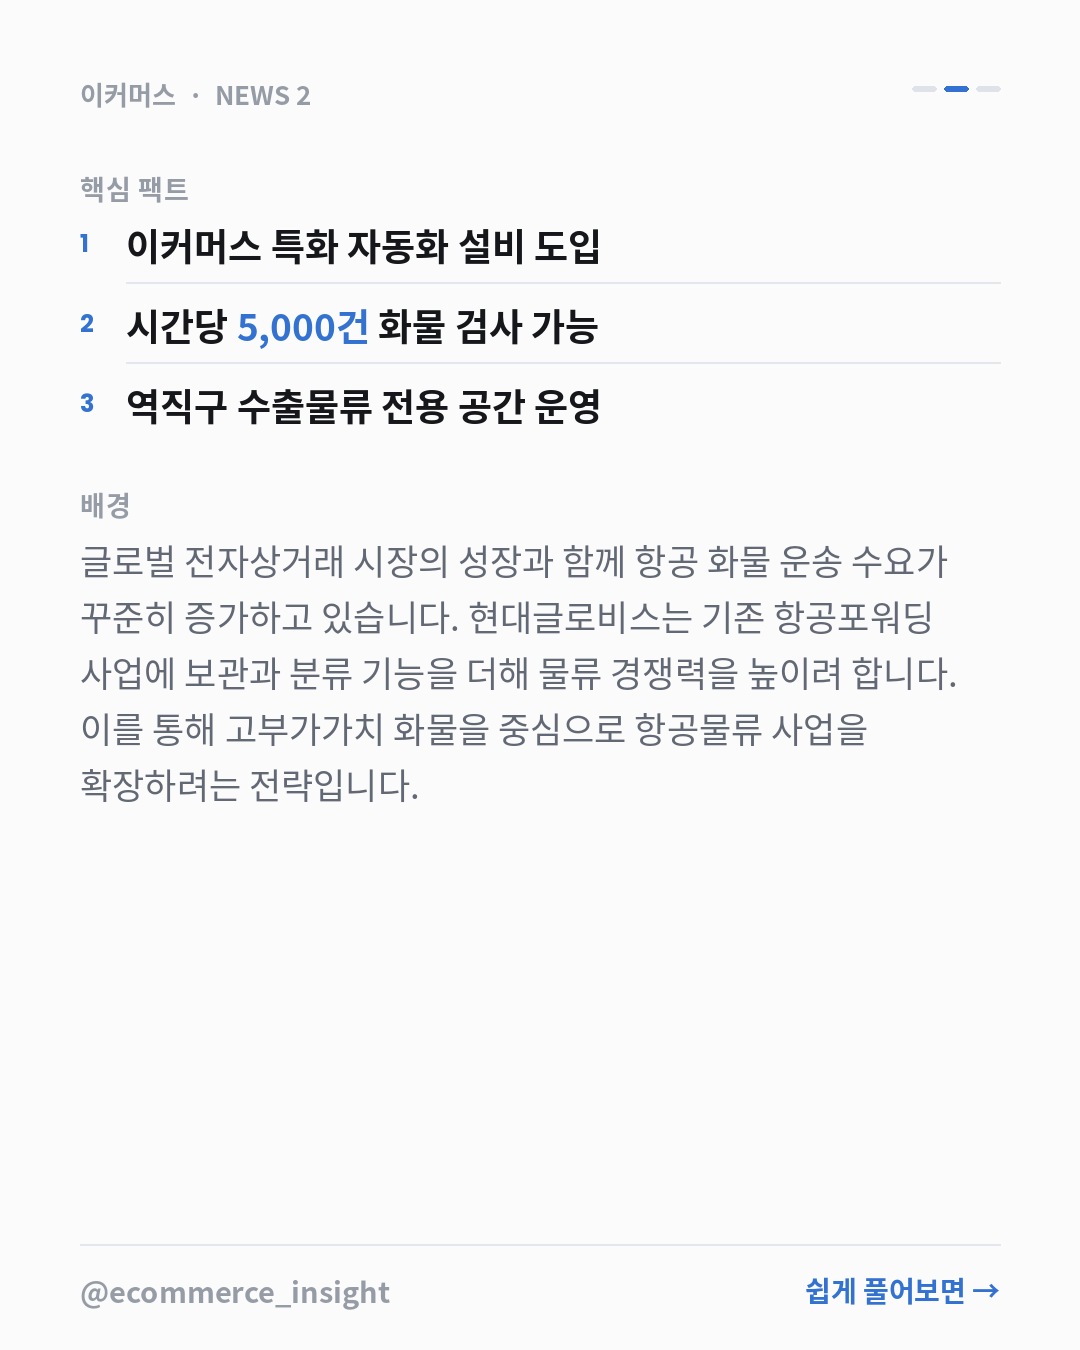 이커머스 · NEWS 2
핵심 팩트
1 이커머스 특화 자동화 설비 도입
2 시간당 5,000건 화물 검사 가능
3 역직구 수출물류 전용 공간 운영
배경
글로벌 전자상거래 시장의 성장과 함께 항공 화물 운송 수요가
꾸준히 증가하고 있습니다. 현대글로비스는 기존 항공포워딩
사업에 보관과 분류 기능을 더해 물류 경쟁력을 높이려 합니다.
이를 통해 고부가가치 화물을 중심으로 항공물류 사업을
확장하려는 전략입니다.
@ecommerce_insight
쉽게 풀어보면 →